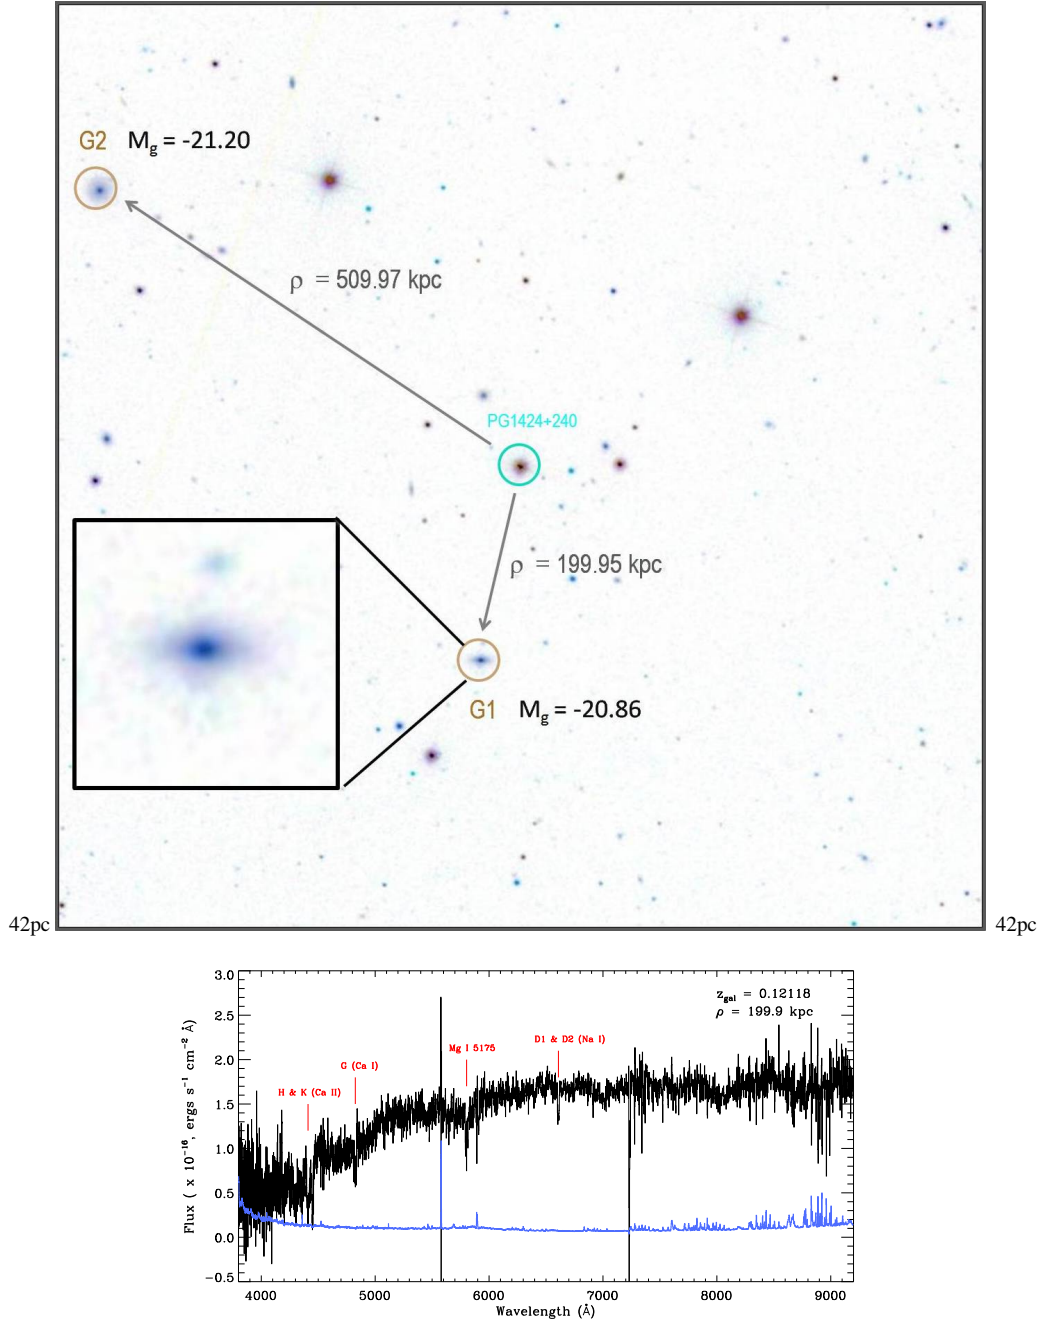 G2 M_g = -21.20
ρ = 509.97 kpc
PG1424+240
ρ = 199.95 kpc
G1 M_g = -20.86
42pc 42pc
3.0
2.5
2.0
1.5
1.0
0.5
0.0
−0.5
Flux ( x 10^-16, ergs s^-1 cm^-2 Å)
z_gal = 0.12118
ρ = 199.9 kpc
D1 & D2 (Na I)
Mg I 5175
G (Ca I)
H & K (Ca II)
4000 5000 6000 7000 8000 9000
Wavelength (Å)